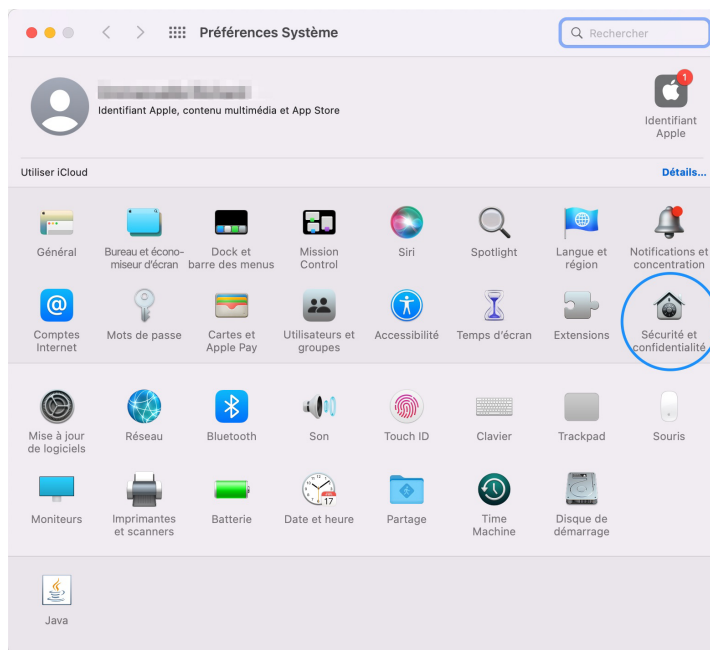 Préférences Système
Rechercher
Identifiant Apple, contenu multimédia et App Store
1
Identifiant
Apple
Utiliser iCloud
Détails...
Général
Bureau et écono-
miseur d'écran
Dock et
barre des menus
Mission
Control
Siri
Spotlight
Langue et
région
Notifications et
concentration
Comptes
Internet
Mots de passe
Cartes et
Apple Pay
Utilisateurs et
groupes
Accessibilité
Temps d'écran
Extensions
Sécurité et
confidentialité
Mise à jour
de logiciels
Réseau
Bluetooth
Son
Touch ID
Clavier
Trackpad
Souris
Moniteurs
Imprimantes
et scanners
Batterie
17
Date et heure
Partage
Time
Machine
Disque de
démarrage
Java